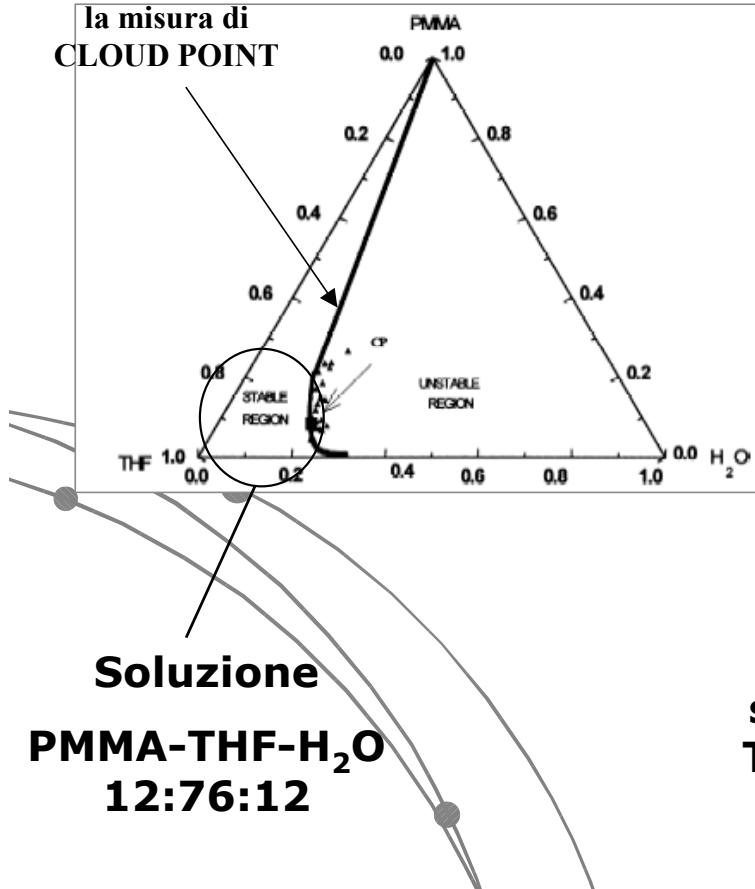 la misura di
CLOUD POINT
PMMA
0.0 1.0
0.2 0.8
0.4 0.6
0.6 0.4
CP
0.8 0.2
STABLE UNSTABLE
REGION REGION
THF 1.0 0.0 H₂O
0.0 0.2 0.4 0.6 0.8 1.0
Soluzione
PMMA-THF-H₂O
12:76:12
s
T